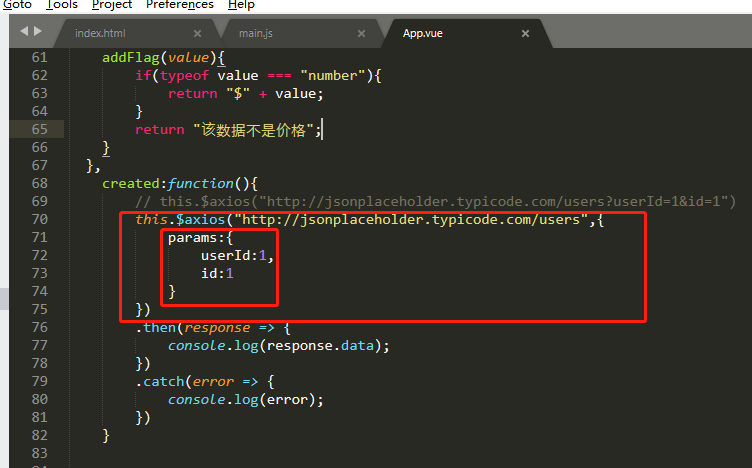 Goto Tools Project Preferences Help
index.html × main.js × App.vue ×
61 addFlag(value){
62 if(typeof value === "number"){
63 return "$" + value;
64 }
65 return "该数据不是价格";
66 }
67 },
68 created:function(){
69 // this.$axios("http://jsonplaceholder.typicode.com/users?userId=1&id=1")
70 this.$axios("http://jsonplaceholder.typicode.com/users",{
71 params:{
72 userId:1,
73 id:1
74 }
75 })
76 .then(response => {
77 console.log(response.data);
78 })
79 .catch(error => {
80 console.log(error);
81 })
82 }
83